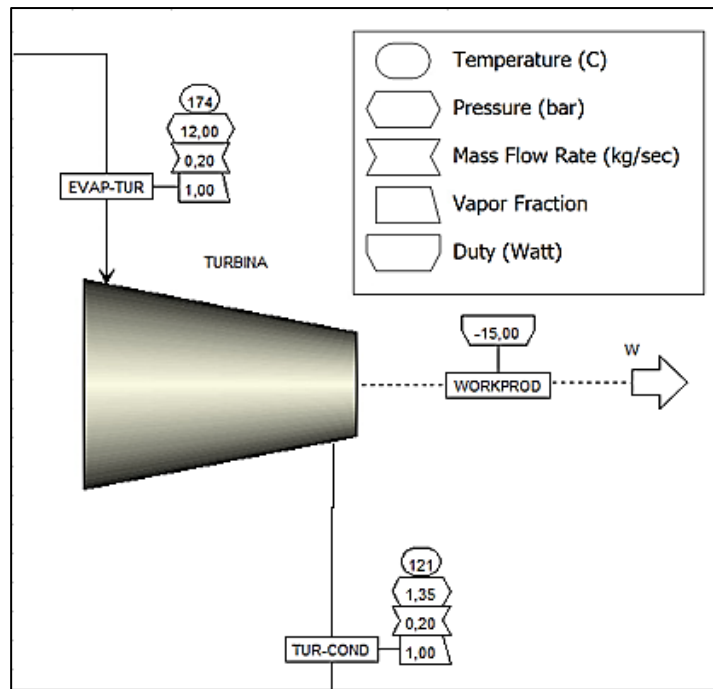 174
12,00
0,20
EVAP-TUR
1,00
Temperature (C)
Pressure (bar)
Mass Flow Rate (kg/sec)
Vapor Fraction
Duty (Watt)
TURBINA
-15,00
W
WORKPROD
121
1,35
0,20
TUR-COND
1,00